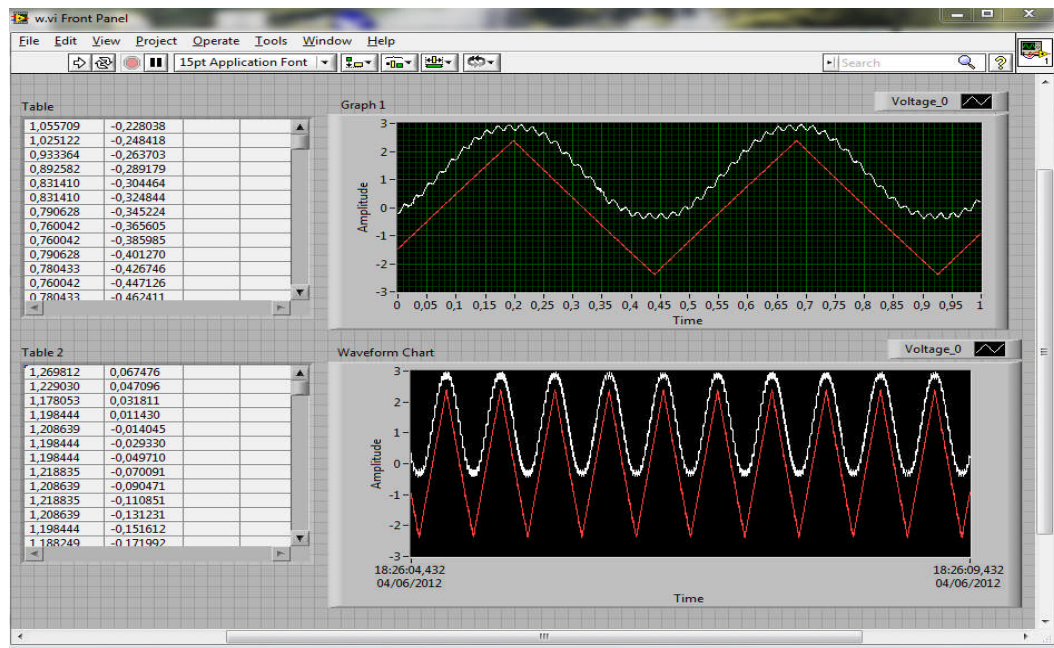 w.vi Front Panel
File Edit View Project Operate Tools Window Help
15pt Application Font
Search
1
Table
1,055709 -0,228038
1,025122 -0,248418
0,933364 -0,263703
0,892582 -0,289179
0,831410 -0,304464
0,831410 -0,324844
0,790628 -0,345224
0,760042 -0,365605
0,760042 -0,385985
0,790628 -0,401270
0,780433 -0,426746
0,760042 -0,447126
0,780433 -0,462411
Graph 1
Voltage_0
3
2
1
0
-1
-2
-3
Amplitude
0 0,05 0,1 0,15 0,2 0,25 0,3 0,35 0,4 0,45 0,5 0,55 0,6 0,65 0,7 0,75 0,8 0,85 0,9 0,95 1
Time
Table 2
1,269812 0,067476
1,229030 0,047096
1,178053 0,031811
1,198444 0,011430
1,208639 -0,014045
1,198444 -0,029330
1,198444 -0,049710
1,218835 -0,070091
1,208639 -0,090471
1,218835 -0,110851
1,208639 -0,131231
1,198444 -0,151612
1,188249 -0,171992
Waveform Chart
Voltage_0
3
2
1
0
-1
-2
-3
Amplitude
18:26:04,432 18:26:09,432
04/06/2012 04/06/2012
Time